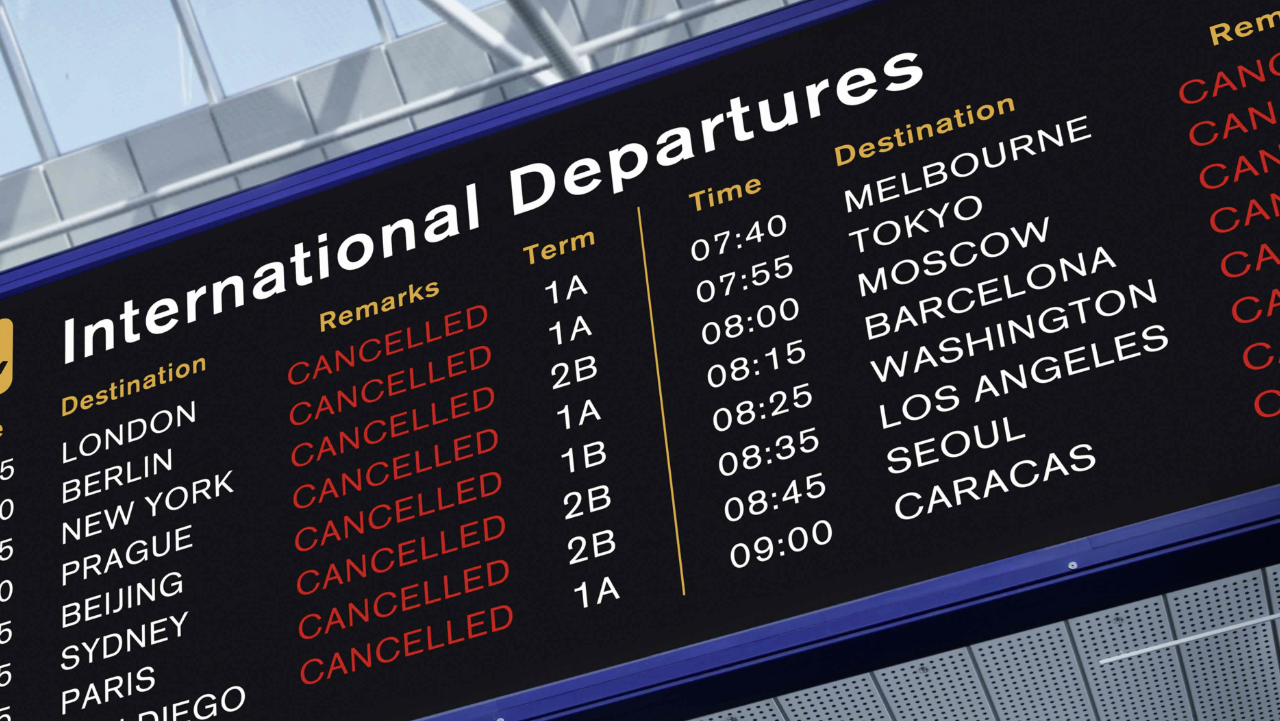 International Departures
Destination Remarks Term
LONDON CANCELLED 1A
BERLIN CANCELLED 1A
NEW YORK CANCELLED 2B
PRAGUE CANCELLED 1A
BEIJING CANCELLED 1B
SYDNEY CANCELLED 2B
PARIS CANCELLED 2B
DIEGO CANCELLED 1A
Time Destination
07:40 MELBOURNE
07:55 TOKYO
08:00 MOSCOW
08:15 BARCELONA
08:25 WASHINGTON
08:35 LOS ANGELES
08:45 SEOUL
09:00 CARACAS